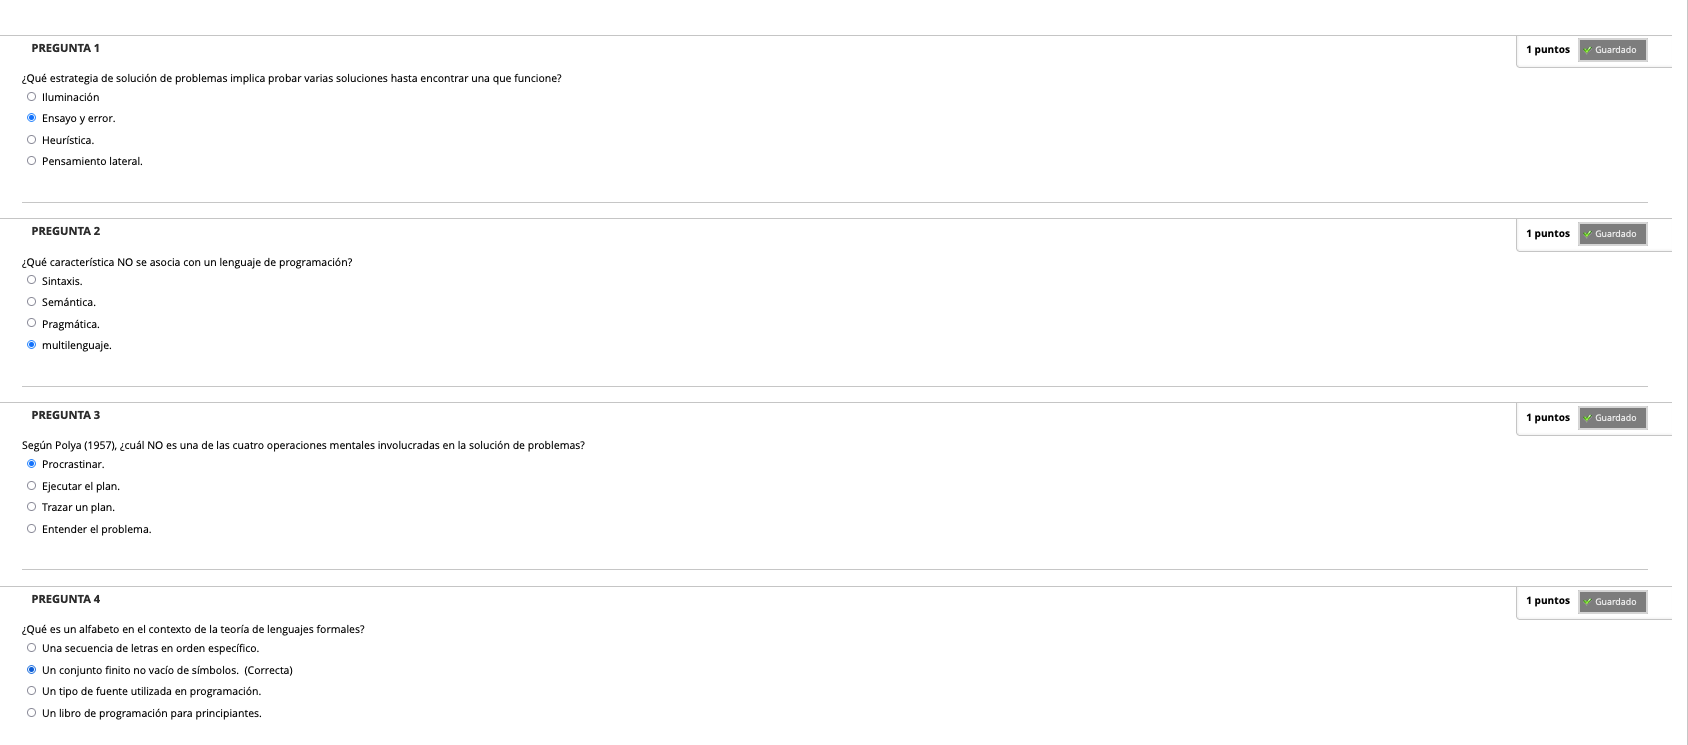 PREGUNTA 1
1 puntos
Guardado
¿Qué estrategia de solución de problemas implica probar varias soluciones hasta encontrar una que funcione?
Iluminación
Ensayo y error.
Heurística.
Pensamiento lateral.
PREGUNTA 2
1 puntos
Guardado
¿Qué característica NO se asocia con un lenguaje de programación?
Sintaxis.
Semántica.
Pragmática.
multilenguaje.
PREGUNTA 3
1 puntos
Guardado
Según Polya (1957), ¿cuál NO es una de las cuatro operaciones mentales involucradas en la solución de problemas?
Procrastinar.
Ejecutar el plan.
Trazar un plan.
Entender el problema.
PREGUNTA 4
1 puntos
Guardado
¿Qué es un alfabeto en el contexto de la teoría de lenguajes formales?
Una secuencia de letras en orden específico.
Un conjunto finito no vacío de símbolos. (Correcta)
Un tipo de fuente utilizada en programación.
Un libro de programación para principiantes.